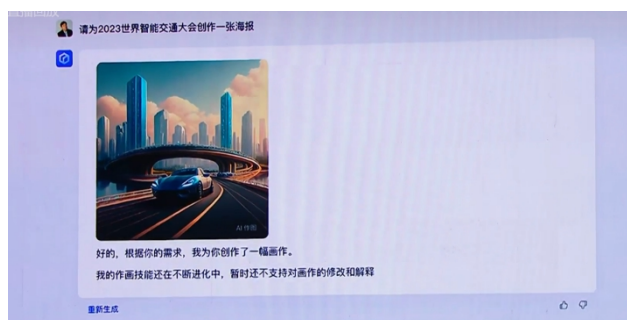 请为2023世界智能交通大会创作一张海报
AI 作图
好的，根据你的需求，我为你创作了一幅画作。
我的作画技能还在不断进化中，暂时还不支持对画作的修改和解释
重新生成